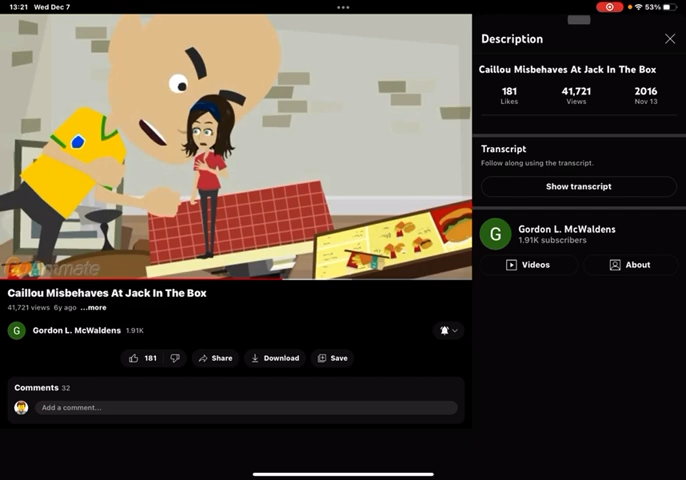 13:21 Wed Dec 7
53%
GoAnimate
Caillou Misbehaves At Jack In The Box
41,721 views 6y ago ...more
G Gordon L. McWaldens 1.91K
181 Share Download Save
Comments 32
Add a comment...
Description
Caillou Misbehaves At Jack In The Box
181 41,721 2016
Likes Views Nov 13
Transcript
Follow along using the transcript.
Show transcript
G Gordon L. McWaldens
1.91K subscribers
Videos About